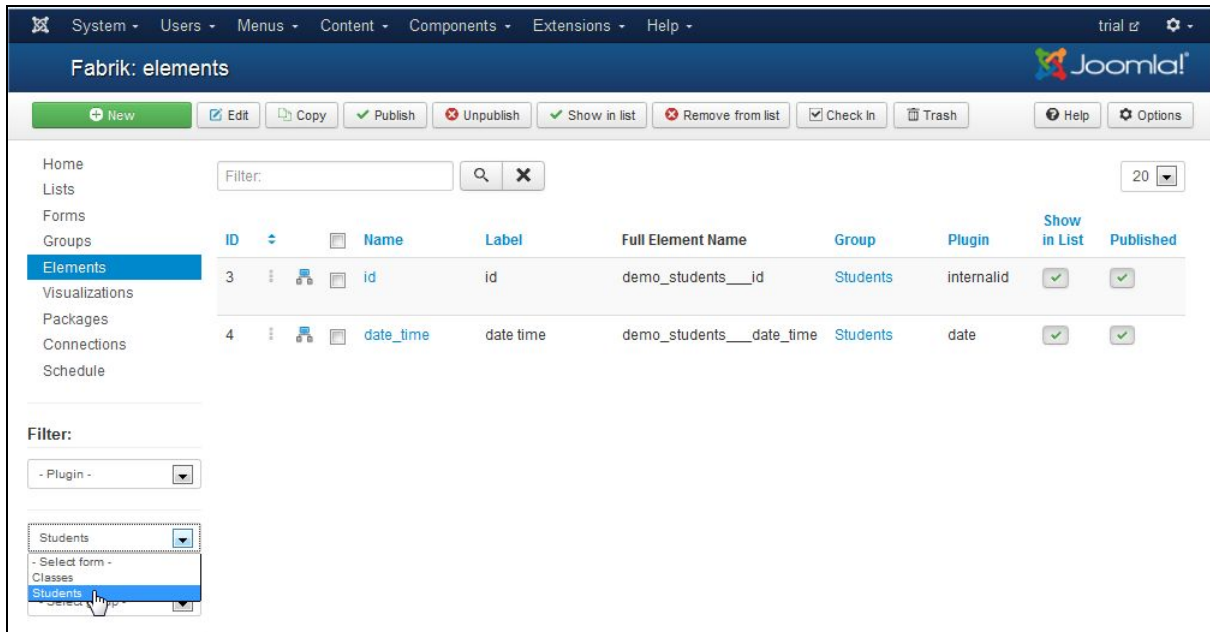 System Users Menus Content Components Extensions Help trial
Fabrik: elements Joomla!
New Edit Copy Publish Unpublish Show in list Remove from list Check In Trash Help Options
Home
Lists
Forms
Groups
Elements
Visualizations
Packages
Connections
Schedule
Filter: 20
ID Name Label Full Element Name Group Plugin Show in List Published
3 id id demo_students___id Students internalid
4 date_time date time demo_students___date_time Students date
Filter:
- Plugin -
Students
- Select form -
Classes
Students